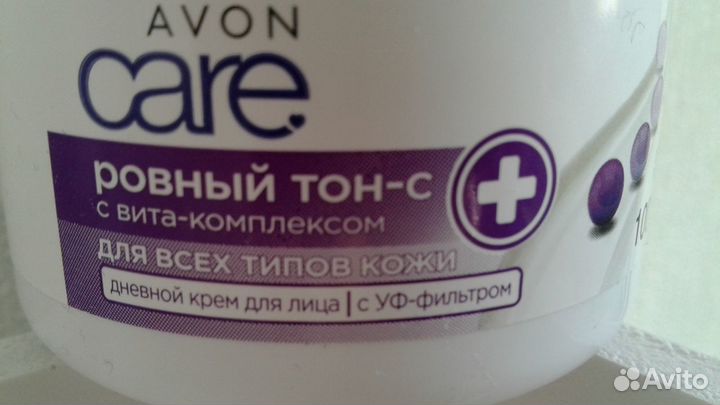 AVON
care
РОВНЫЙ ТОН-С
С ВИТА-КОМПЛЕКСОМ
ДЛЯ ВСЕХ ТИПОВ КОЖИ
ДНЕВНОЙ КРЕМ ДЛЯ ЛИЦА | С УФ-ФИЛЬТРОМ
Avito